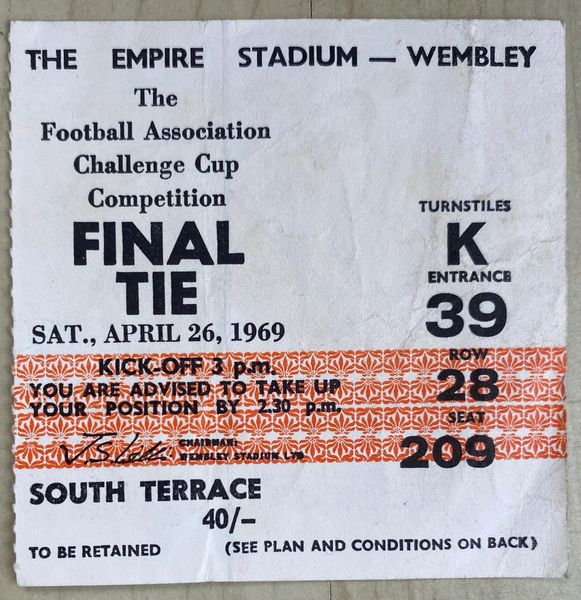 THE EMPIRE STADIUM — WEMBLEY
The
Football Association
Challenge Cup
Competition
FINAL
TIE
SAT., APRIL 26, 1969
KICK-OFF 3 p.m.
YOU ARE ADVISED TO TAKE UP
YOUR POSITION BY 2.30 p.m.
CHAIRMAN:
WEMBLEY STADIUM LTD
TURNSTILES
K
ENTRANCE
39
ROW
28
SEAT
209
SOUTH TERRACE
40/–
TO BE RETAINED (SEE PLAN AND CONDITIONS ON BACK)